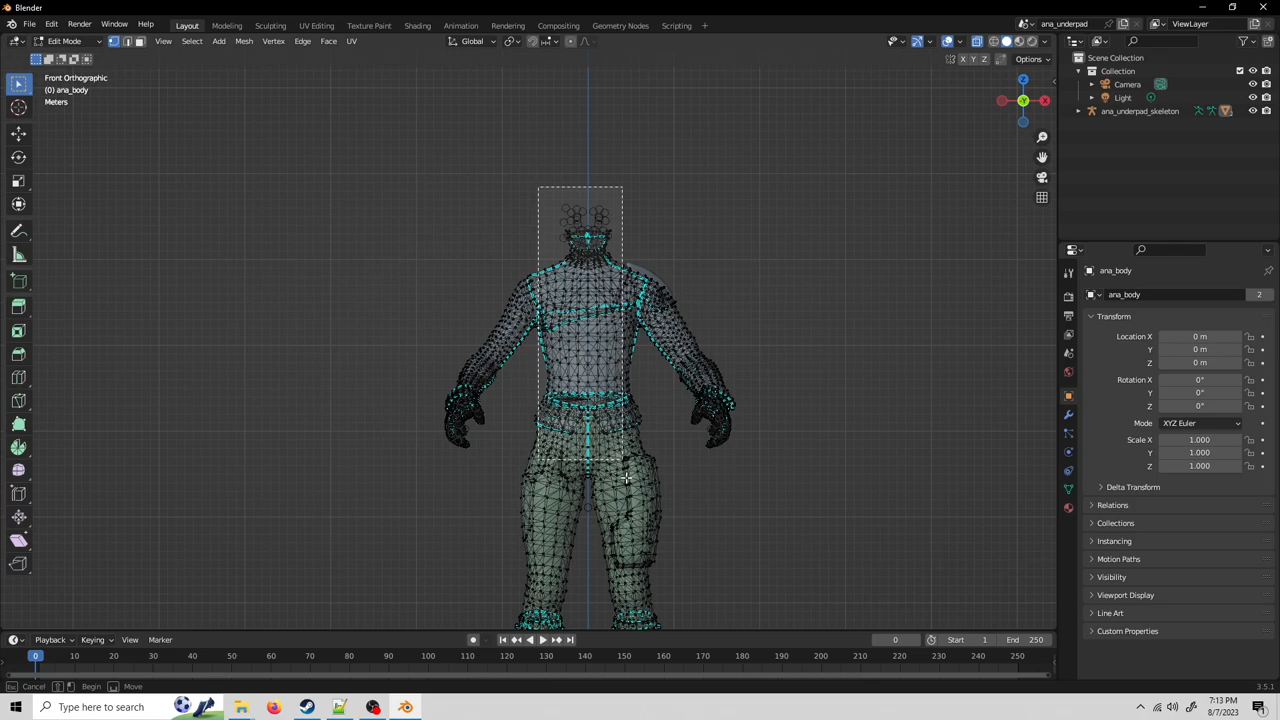 Blender
File Edit Render Window Help Layout Modeling Sculpting UV Editing Texture Paint Shading Animation Rendering Compositing Geometry Nodes Scripting + ana_underpad ViewLayer
Edit Mode View Select Add Mesh Vertex Edge Face UV Global
X Y Z Options
Front Orthographic
(0) ana_body
Meters
Z
Y
X
Scene Collection
Collection
Camera
Light
ana_underpad_skeleton
ana_body
ana_body 2
Transform
Location X 0 m
Y 0 m
Z 0 m
Rotation X 0°
Y 0°
Z 0°
Mode XYZ Euler
Scale X 1.000
Y 1.000
Z 1.000
Delta Transform
Relations
Collections
Instancing
Motion Paths
Visibility
Viewport Display
Line Art
Custom Properties
Playback Keying View Marker 0 Start 1 End 250
0 10 20 30 40 50 60 70 80 90 100 110 120 130 140 150 160 170 180 190 200 210 220 230 240 250
Esc Cancel Begin Move 3.5.1
Type here to search
7:13 PM
8/7/2023